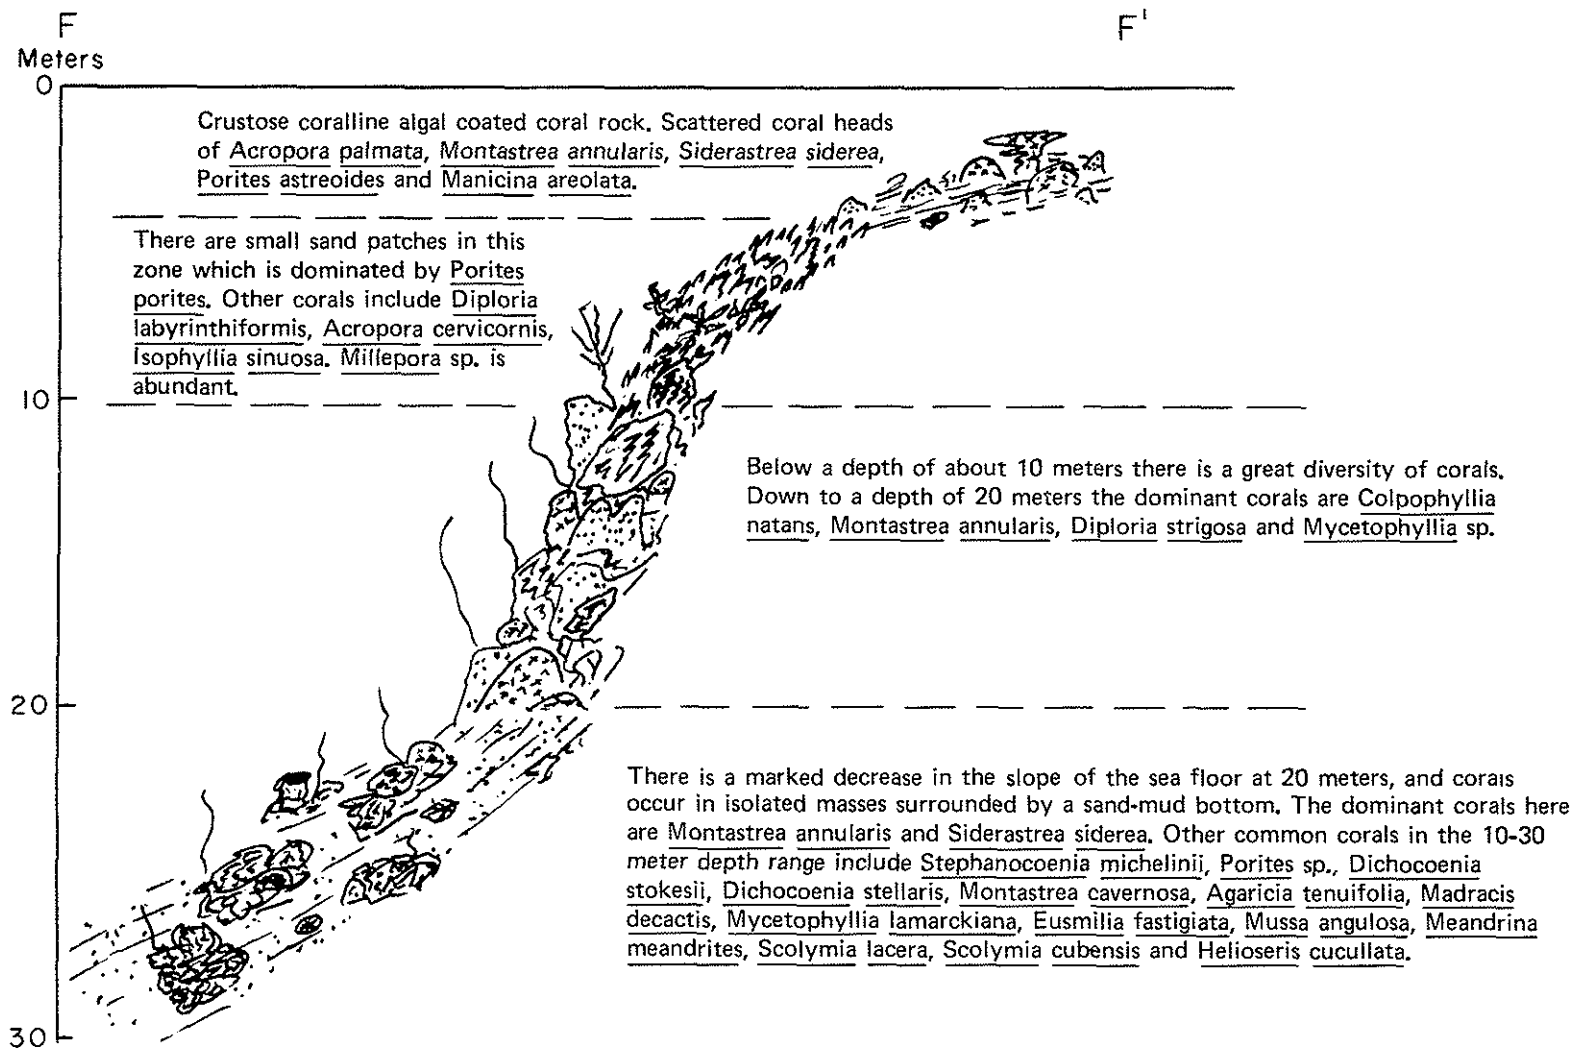 F
F'
Meters
0
Crustose coralline algal coated coral rock. Scattered coral heads
of Acropora palmata, Montastrea annularis, Siderastrea siderea,
Porites astreoides and Manicina areolata.
There are small sand patches in this
zone which is dominated by Porites
porites. Other corals include Diploria
labyrinthiformis, Acropora cervicornis,
Isophyllia sinuosa. Millepora sp. is
abundant.
10
Below a depth of about 10 meters there is a great diversity of corals.
Down to a depth of 20 meters the dominant corals are Colpophyllia
natans, Montastrea annularis, Diploria strigosa and Mycetophyllia sp.
20
There is a marked decrease in the slope of the sea floor at 20 meters, and corals
occur in isolated masses surrounded by a sand-mud bottom. The dominant corals here
are Montastrea annularis and Siderastrea siderea. Other common corals in the 10-30
meter depth range include Stephanocoenia michelinii, Porites sp., Dichocoenia
stokesii, Dichocoenia stellaris, Montastrea cavernosa, Agaricia tenuifolia, Madracis
decactis, Mycetophyllia lamarckiana, Eusmilia fastigiata, Mussa angulosa, Meandrina
meandrites, Scolymia lacera, Scolymia cubensis and Helioseris cucullata.
30